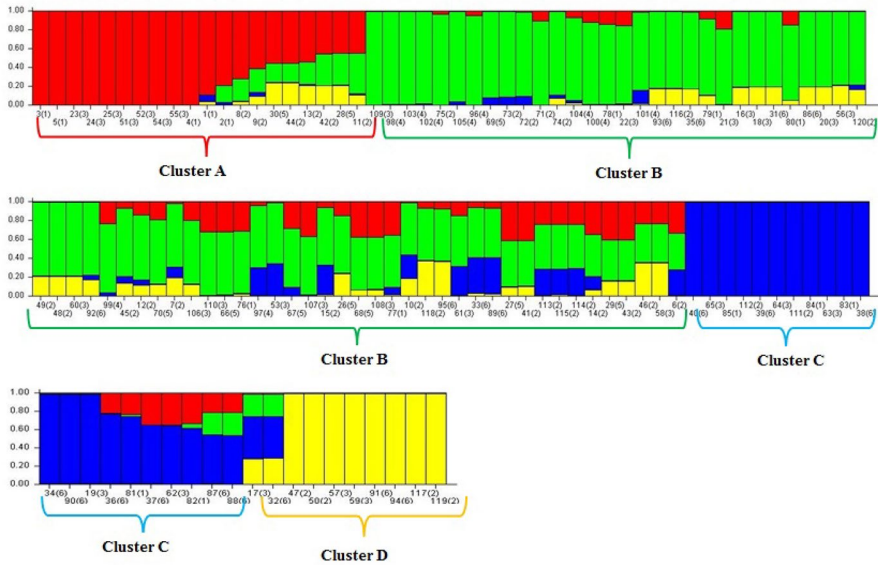 1.00
0.80
0.60
0.40
0.20
0.00
3(1) 23(3) 25(3) 52(3) 55(3) 1(1) 8(2) 30(5) 13(2) 28(5) 109(3) 103(4) 75(2) 96(4) 73(2) 71(2) 104(4) 78(1) 101(4) 117(6) 79(1) 16(3) 31(6) 86(6) 56(3)
5(1) 24(3) 51(3) 54(3) 4(1) 2(1) 9(2) 44(2) 42(2) 11(2) 98(4) 102(4) 105(4) 69(5) 72(2) 74(2) 100(4) 22(3) 93(6) 35(6) 21(3) 18(3) 80(1) 20(3) 120(2)
Cluster A
Cluster B
1.00
0.80
0.60
0.40
0.20
0.00
49(2) 60(3) 99(4) 12(2) 7(2) 110(3) 76(1) 53(3) 107(3) 26(5) 108(3) 10(2) 95(6) 33(6) 27(5) 113(2) 114(2) 29(5) 46(2) 6(2) 65(3) 112(2) 64(3) 84(1) 83(1)
48(2) 92(6) 45(2) 70(5) 106(3) 66(5) 97(4) 67(5) 15(2) 68(5) 77(1) 118(2) 61(3) 89(6) 41(2) 115(2) 14(2) 43(2) 58(3) 40(6) 85(1) 39(6) 111(2) 63(3) 38(6)
Cluster B
Cluster C
1.00
0.80
0.60
0.40
0.20
0.00
34(6) 19(3) 81(1) 62(3) 87(6) 17(3) 47(2) 57(3) 91(6) 117(2)
90(6) 36(6) 37(6) 82(1) 88(6) 32(6) 50(2) 59(3) 94(6) 119(2)
Cluster C
Cluster D